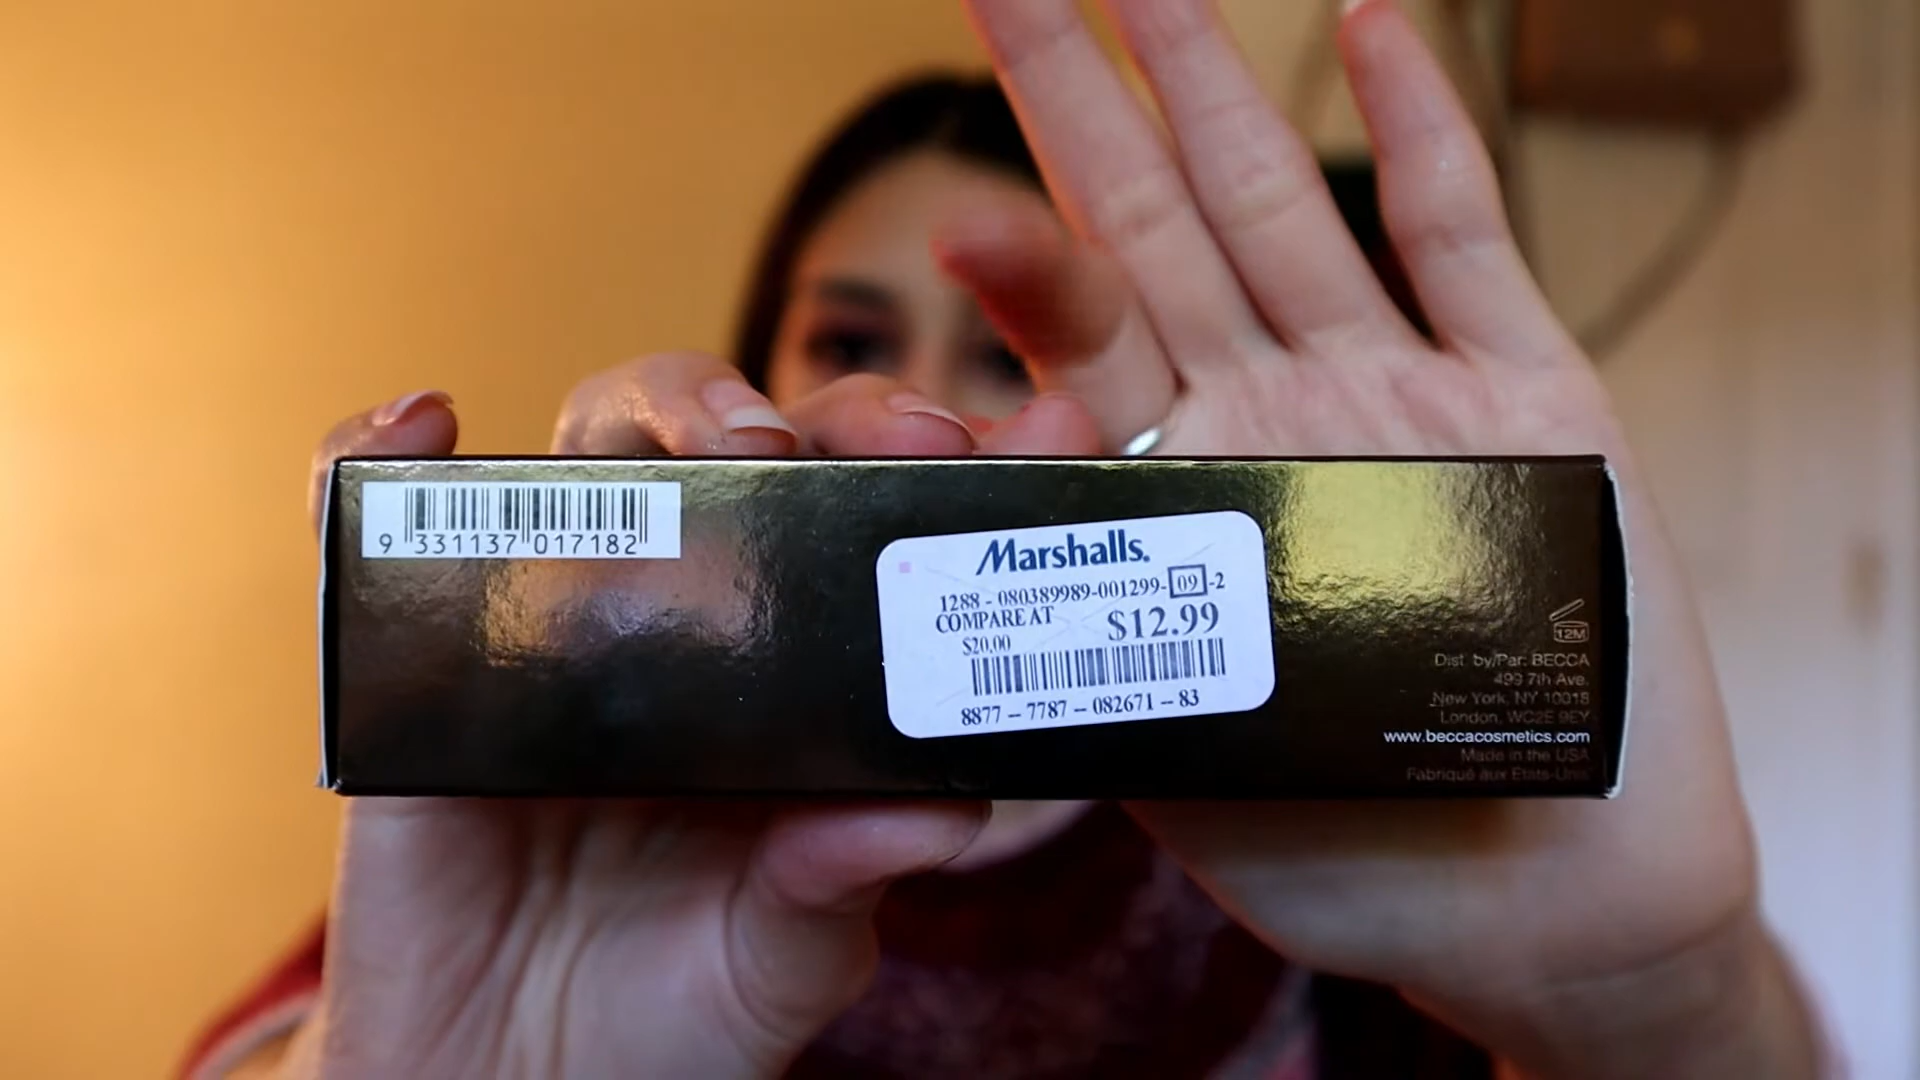 9 331137 017182
Marshalls.
1288 - 080389989-001299- 09 -2
COMPARE AT
$12.99
$20.00
8877 – 7787 – 082671 – 83
12M
Dist. by/Par: BECCA
499 7th Ave.
New York, NY 10018
London, WC2E 9EY
www.beccacosmetics.com
Made in the USA
Fabriqué aux États-Unis